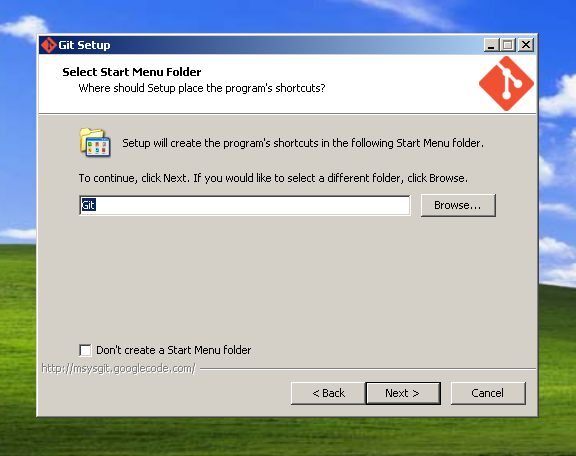 Git Setup
Select Start Menu Folder
Where should Setup place the program's shortcuts?
Setup will create the program's shortcuts in the following Start Menu folder.
To continue, click Next. If you would like to select a different folder, click Browse.
Git
Browse...
Don't create a Start Menu folder
http://msysgit.googlecode.com/
< Back
Next >
Cancel